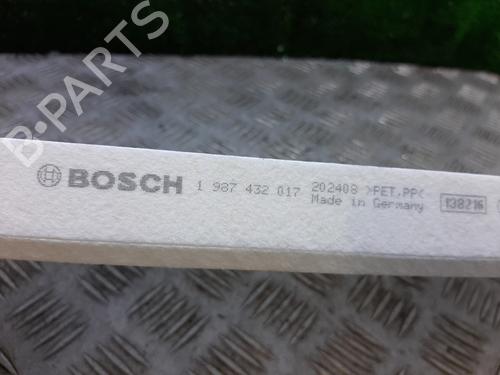 B-PARTS
BOSCH 1 987 432 017 202408 >PET,PP<
Made in Germany
138216